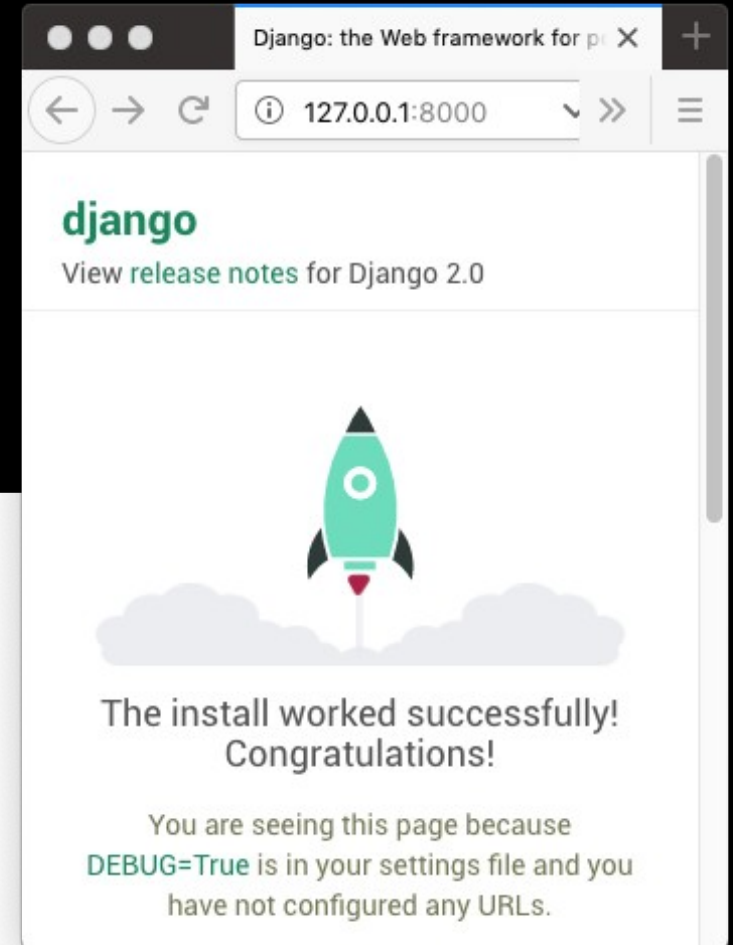 Django: the Web framework for p
127.0.0.1:8000
django
View release notes for Django 2.0
The install worked successfully!
Congratulations!
You are seeing this page because
DEBUG=True is in your settings file and you
have not configured any URLs.